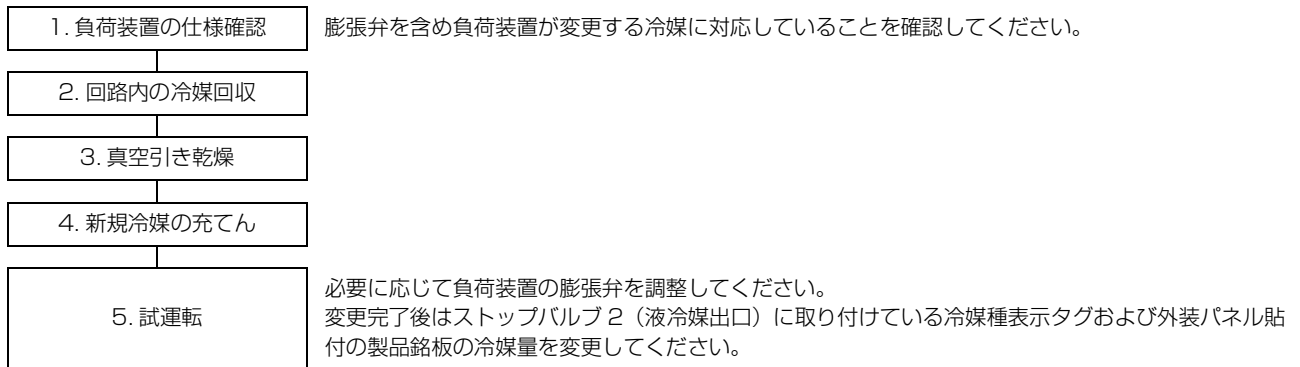 1. 負荷装置の仕様確認
膨張弁を含め負荷装置が変更する冷媒に対応していることを確認してください。
2. 回路内の冷媒回収
3. 真空引き乾燥
4. 新規冷媒の充てん
5. 試運転
必要に応じて負荷装置の膨張弁を調整してください。
変更完了後はストップバルブ 2（液冷媒出口）に取り付けている冷媒種表示タグおよび外装パネル貼
付の製品銘板の冷媒量を変更してください。